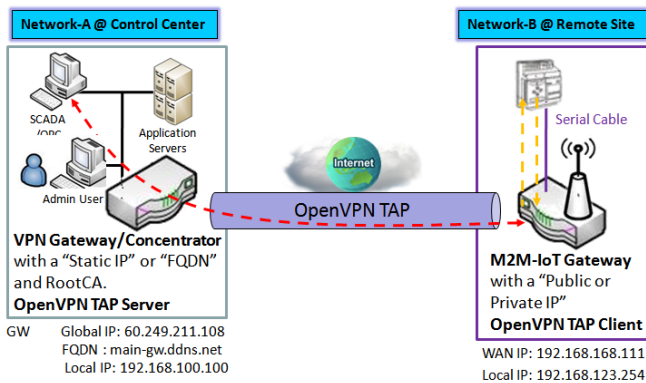 Network-A @ Control Center
Network-B @ Remote Site
SCADA
/OPC
Application
Servers
Admin User
Serial Cable
Internet
OpenVPN TAP
VPN Gateway/Concentrator
with a “Static IP” or “FQDN”
and RootCA.
OpenVPN TAP Server
M2M-IoT Gateway
with a “Public or
Private IP”
OpenVPN TAP Client
GW Global IP: 60.249.211.108
FQDN : main-gw.ddns.net
Local IP: 192.168.100.100
WAN IP: 192.168.168.111
Local IP: 192.168.123.254